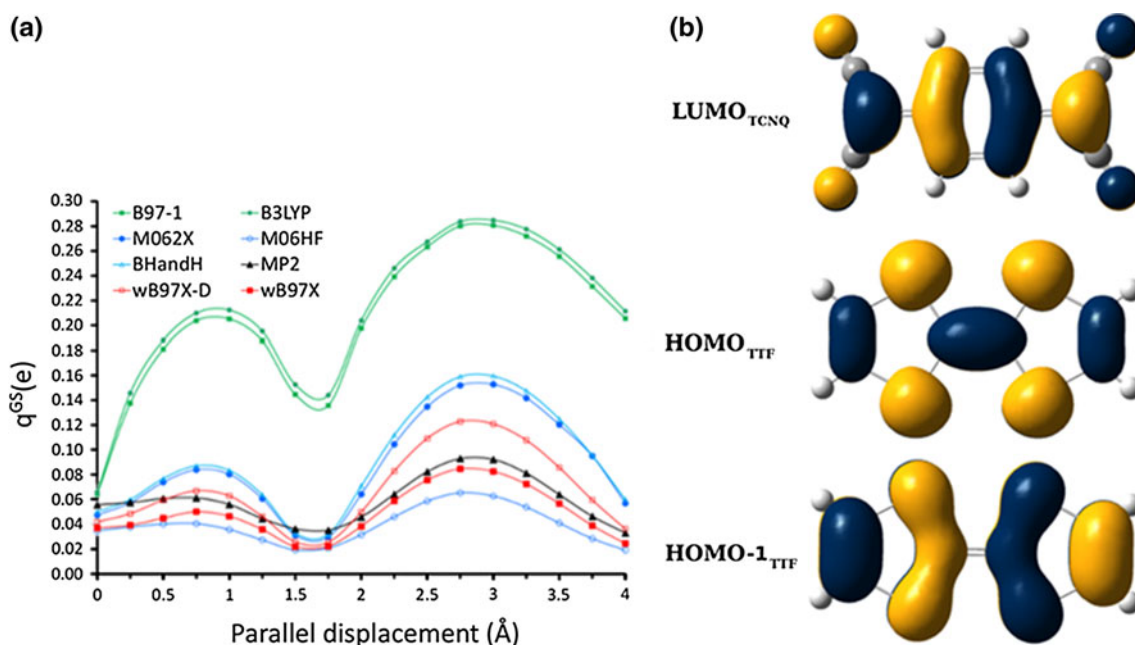 (a)
(b)
0.30
0.28
0.26
0.24
0.22
0.20
0.18
0.16
0.14
0.12
0.10
0.08
0.06
0.04
0.02
0.00
q^GS(e)
B97-1 B3LYP
M062X M06HF
BHandH MP2
wB97X-D wB97X
0 0.5 1 1.5 2 2.5 3 3.5 4
Parallel displacement (Å)
LUMO_TCNQ
HOMO_TTF
HOMO-1_TTF